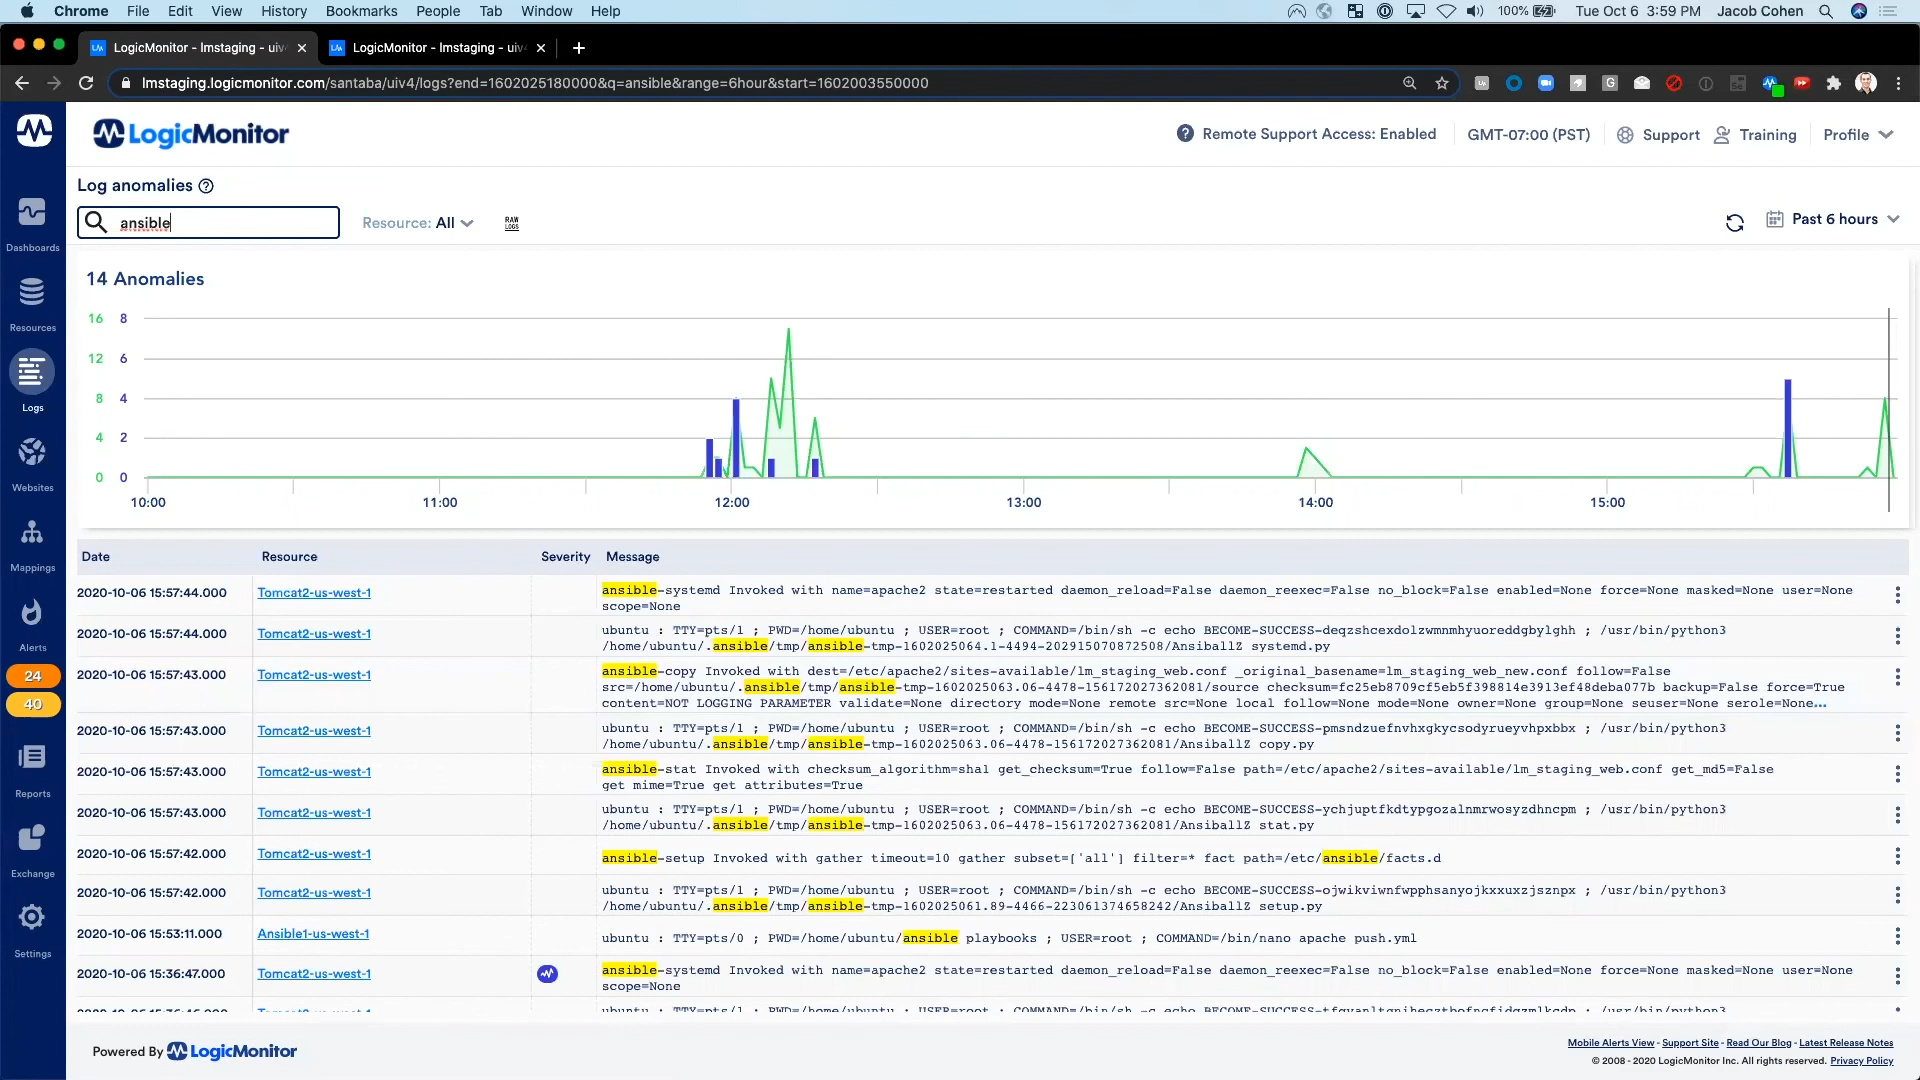 Chrome File Edit View History Bookmarks People Tab Window Help 100% Tue Oct 6 3:59 PM Jacob Cohen
LogicMonitor - lmstaging - uiv LogicMonitor - lmstaging - uiv
lmstaging.logicmonitor.com/santaba/uiv4/logs?end=1602025180000&q=ansible&range=6hour&start=1602003550000
LogicMonitor
Remote Support Access: Enabled GMT-07:00 (PST) Support Training Profile
Log anomalies
ansible Resource: All RAW LOGS Past 6 hours
Dashboards
Resources
Logs
Websites
Mappings
Alerts
24
40
Reports
Exchange
Settings
14 Anomalies
16 8
12 6
8 4
4 2
0 0
10:00 11:00 12:00 13:00 14:00 15:00
Date Resource Severity Message
2020-10-06 15:57:44.000 Tomcat2-us-west-1 ansible-systemd Invoked with name=apache2 state=restarted daemon_reload=False daemon_reexec=False no_block=False enabled=None force=None masked=None user=None
scope=None
2020-10-06 15:57:44.000 Tomcat2-us-west-1 ubuntu : TTY=pts/1 ; PWD=/home/ubuntu ; USER=root ; COMMAND=/bin/sh -c echo BECOME-SUCCESS-deqzshcexdolzwmnmhyuoreddgbylghh ; /usr/bin/python3
/home/ubuntu/.ansible/tmp/ansible-tmp-1602025064.1-4494-202915070872508/AnsiballZ systemd.py
2020-10-06 15:57:43.000 Tomcat2-us-west-1 ansible-copy Invoked with dest=/etc/apache2/sites-available/lm_staging_web.conf _original_basename=lm_staging_web_new.conf follow=False
src=/home/ubuntu/.ansible/tmp/ansible-tmp-1602025063.06-4478-156172027362081/source checksum=fc25eb8709cf5eb5f398814e3913ef48deba077b backup=False force=True
content=NOT LOGGING PARAMETER validate=None directory mode=None remote src=None local follow=None mode=None owner=None group=None seuser=None serole=None...
2020-10-06 15:57:43.000 Tomcat2-us-west-1 ubuntu : TTY=pts/1 ; PWD=/home/ubuntu ; USER=root ; COMMAND=/bin/sh -c echo BECOME-SUCCESS-pmsndzuefnvhxgkycsodyrueyvhpxbbx ; /usr/bin/python3
/home/ubuntu/.ansible/tmp/ansible-tmp-1602025063.06-4478-156172027362081/AnsiballZ copy.py
2020-10-06 15:57:43.000 Tomcat2-us-west-1 ansible-stat Invoked with checksum_algorithm=sha1 get_checksum=True follow=False path=/etc/apache2/sites-available/lm_staging_web.conf get_md5=False
get mime=True get attributes=True
2020-10-06 15:57:43.000 Tomcat2-us-west-1 ubuntu : TTY=pts/1 ; PWD=/home/ubuntu ; USER=root ; COMMAND=/bin/sh -c echo BECOME-SUCCESS-ychjuptfkdtypgozalnmrwosyzdhncpm ; /usr/bin/python3
/home/ubuntu/.ansible/tmp/ansible-tmp-1602025063.06-4478-156172027362081/AnsiballZ stat.py
2020-10-06 15:57:42.000 Tomcat2-us-west-1 ansible-setup Invoked with gather timeout=10 gather subset=['all'] filter=* fact path=/etc/ansible/facts.d
2020-10-06 15:57:42.000 Tomcat2-us-west-1 ubuntu : TTY=pts/1 ; PWD=/home/ubuntu ; USER=root ; COMMAND=/bin/sh -c echo BECOME-SUCCESS-ojwikviwnfwpphsanyojkxxuxzjsznpx ; /usr/bin/python3
/home/ubuntu/.ansible/tmp/ansible-tmp-1602025061.89-4466-223061374658242/AnsiballZ setup.py
2020-10-06 15:53:11.000 Ansible1-us-west-1 ubuntu : TTY=pts/0 ; PWD=/home/ubuntu/ansible playbooks ; USER=root ; COMMAND=/bin/nano apache push.yml
2020-10-06 15:36:47.000 Tomcat2-us-west-1 ansible-systemd Invoked with name=apache2 state=restarted daemon_reload=False daemon_reexec=False no_block=False enabled=None force=None masked=None user=None
scope=None
Powered By LogicMonitor
Mobile Alerts View - Support Site - Read Our Blog - Latest Release Notes
© 2008 - 2020 LogicMonitor Inc. All rights reserved. Privacy Policy